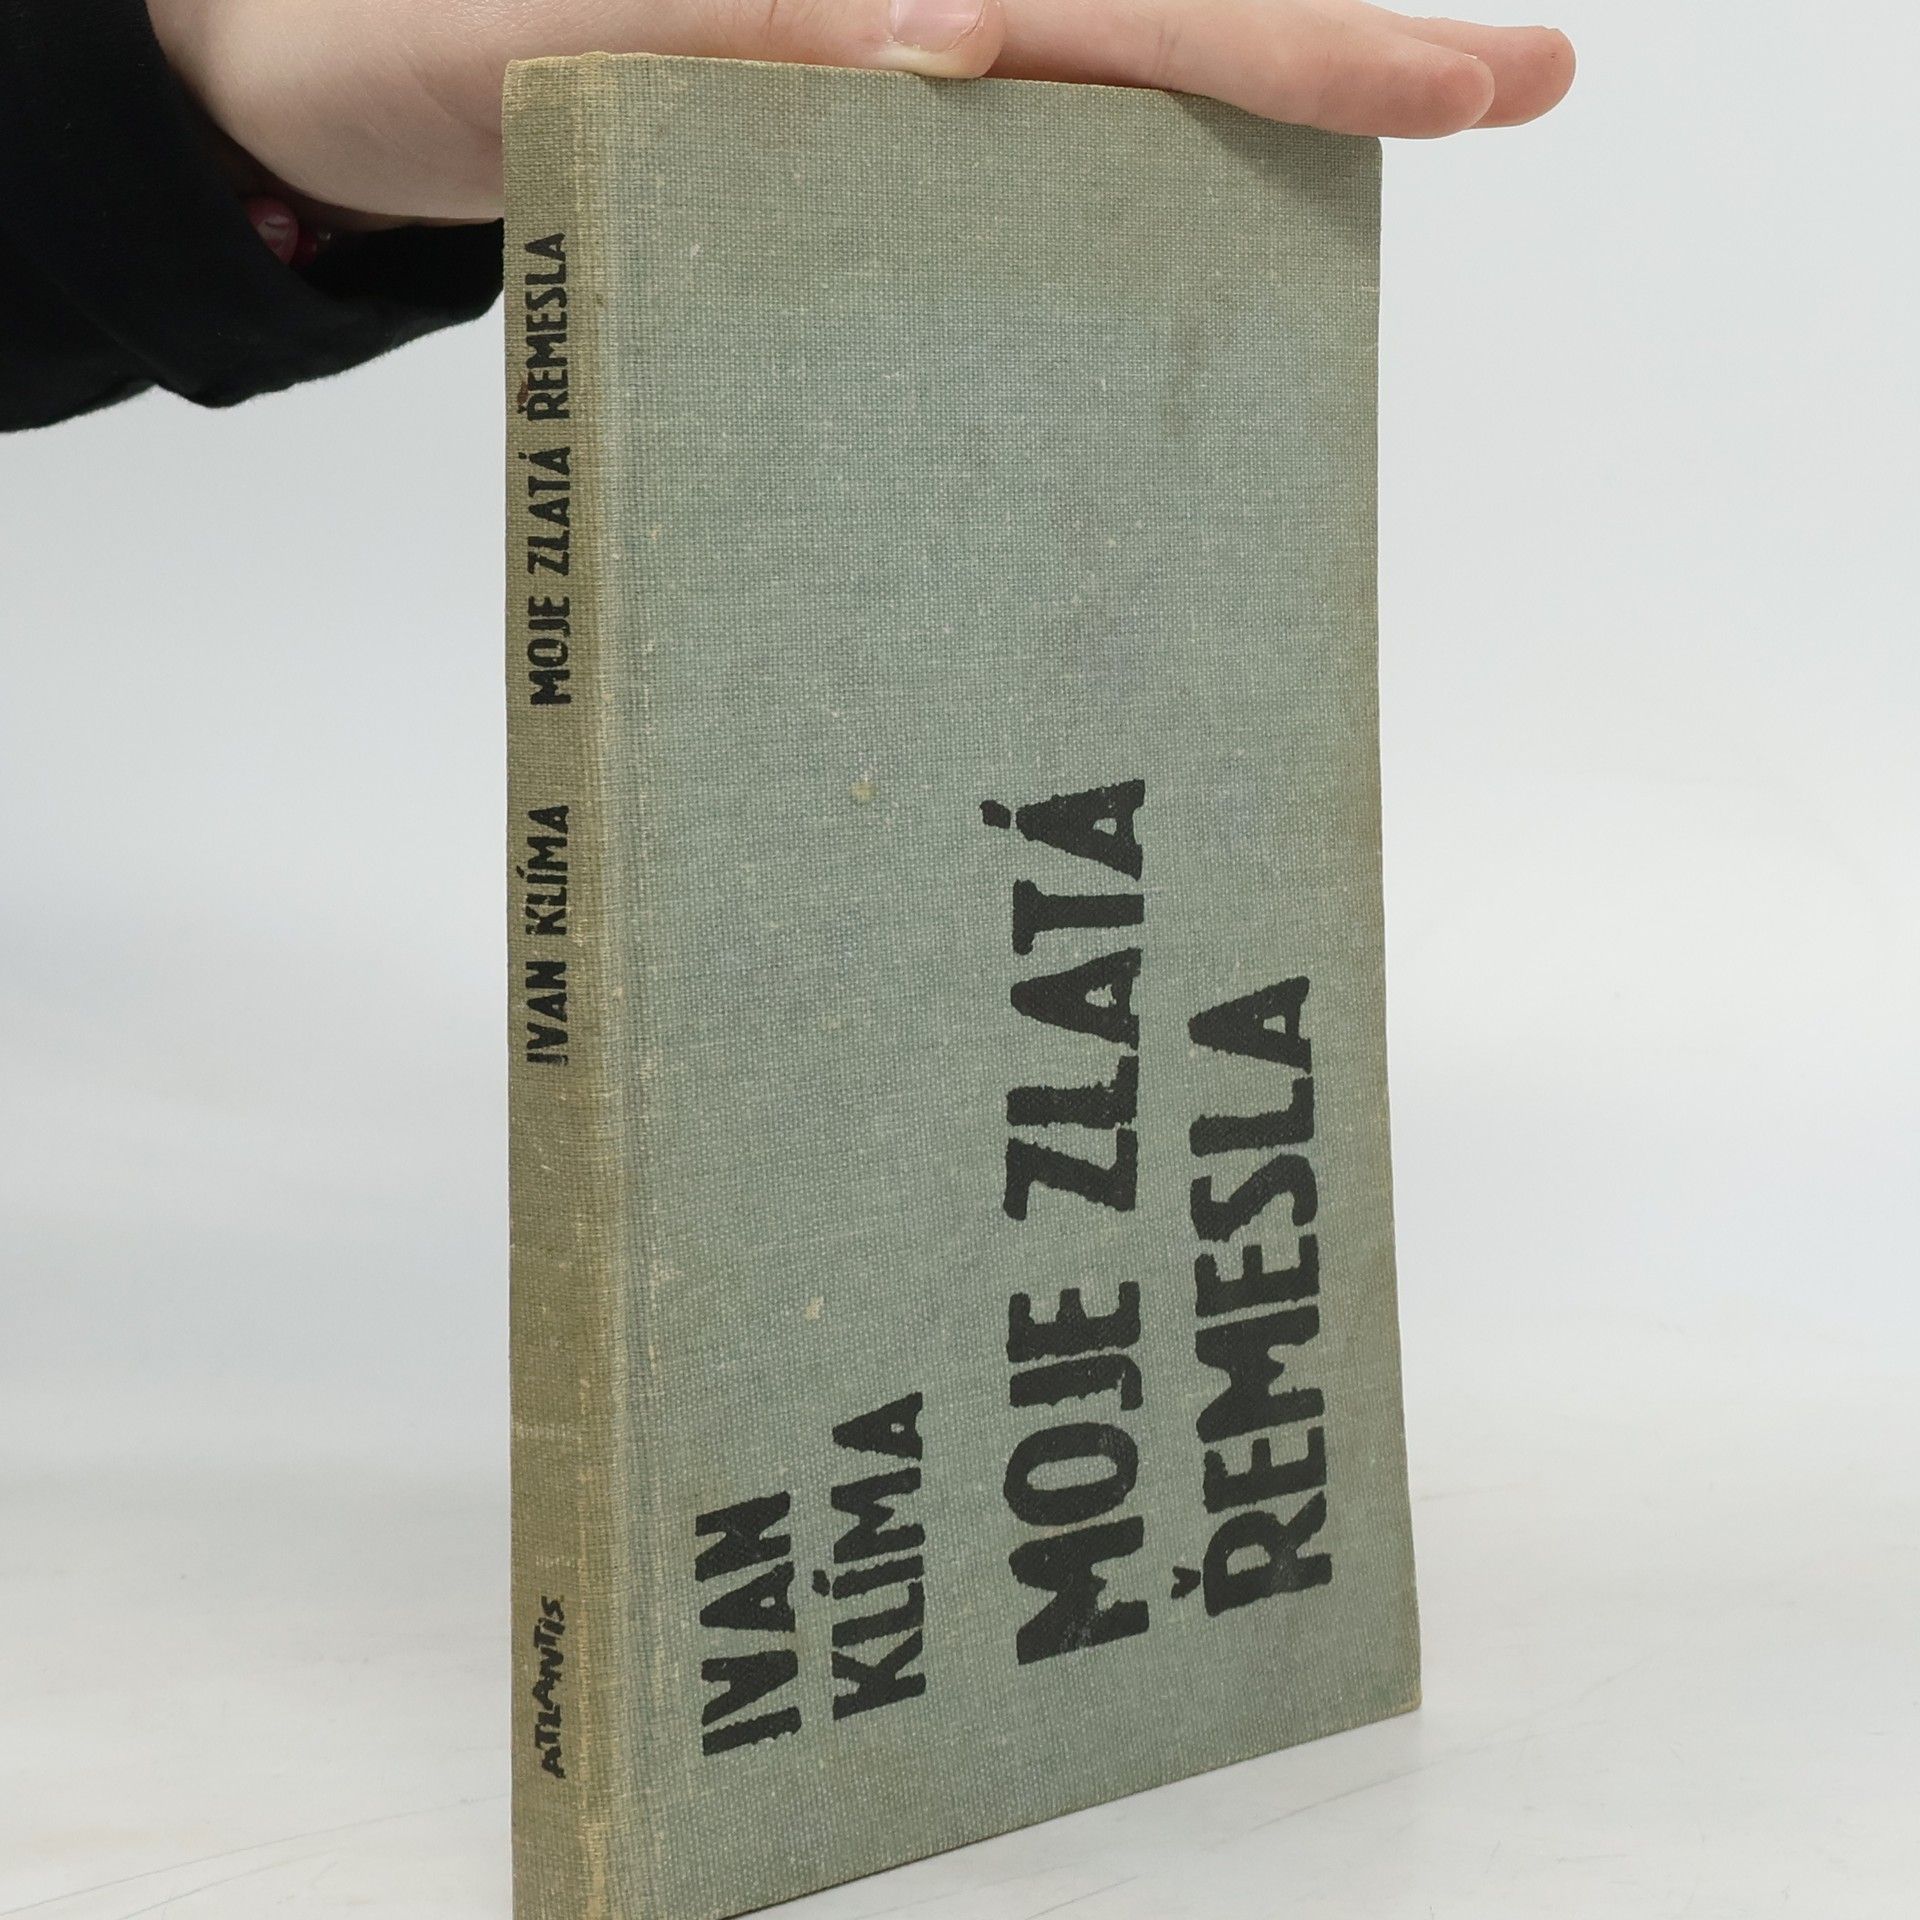 IVAN
KLÍMA
MOJE ZLATÁ
ŘEMESLA
ATLANTIS IVAN KLÍMA MOJE ZLATÁ ŘEMESLA